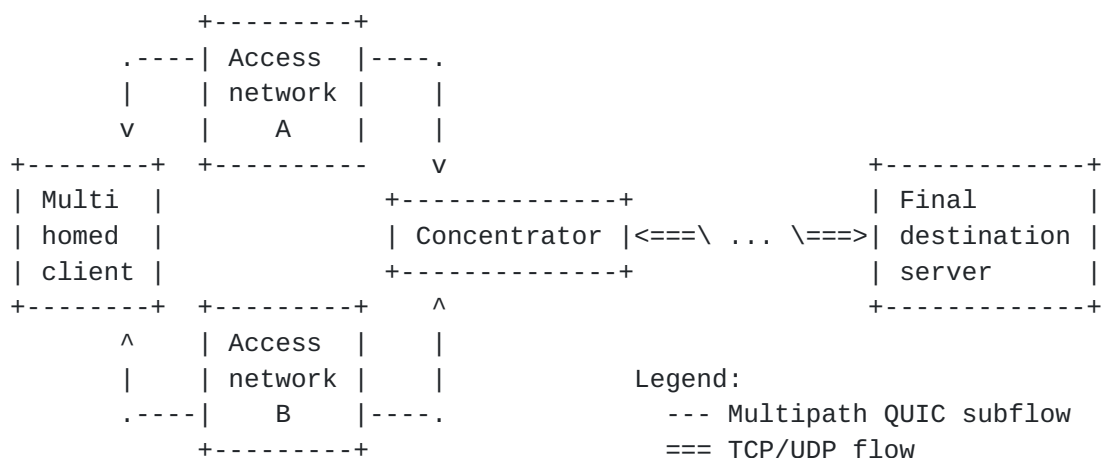 Access
network
A
Multi
homed
client
Concentrator
...
Final
destination
server
Access
network
B
Legend:
--- Multipath QUIC subflow
=== TCP/UDP flow